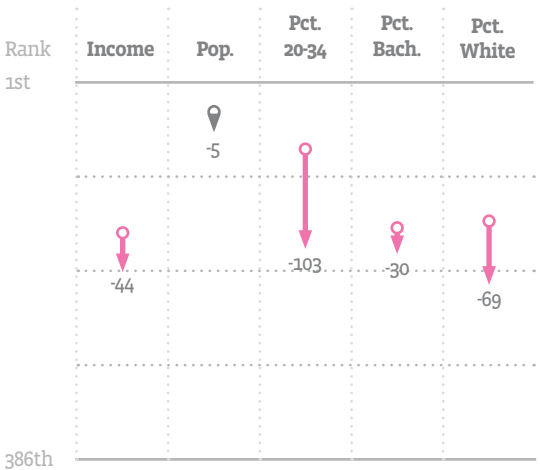 Rank Income Pop. Pct. 20-34 Pct. Bach. Pct. White
1st
-5
-103
-30
-44
-69
386th